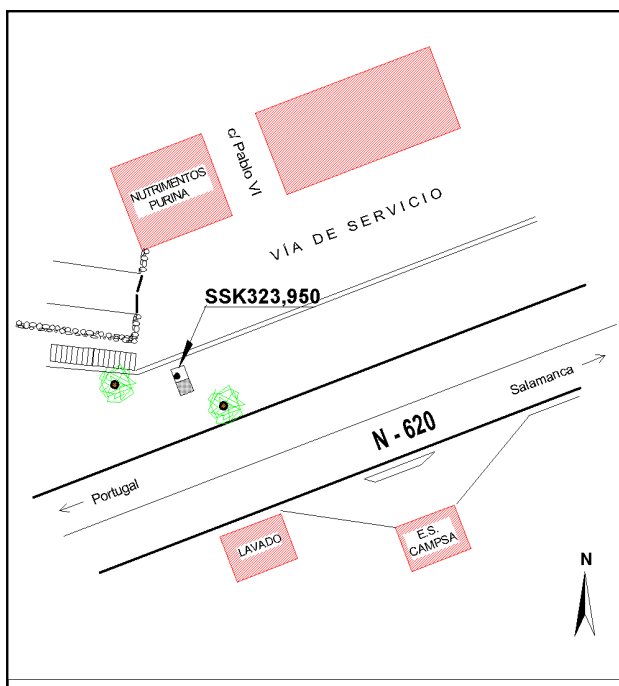 c/ Pablo VI
NUTRIMENTOS
PURINA
VÍA DE SERVICIO
SSK323,950
Salamanca
N - 620
Portugal
LAVADO
E.S.
CAMPSA
N